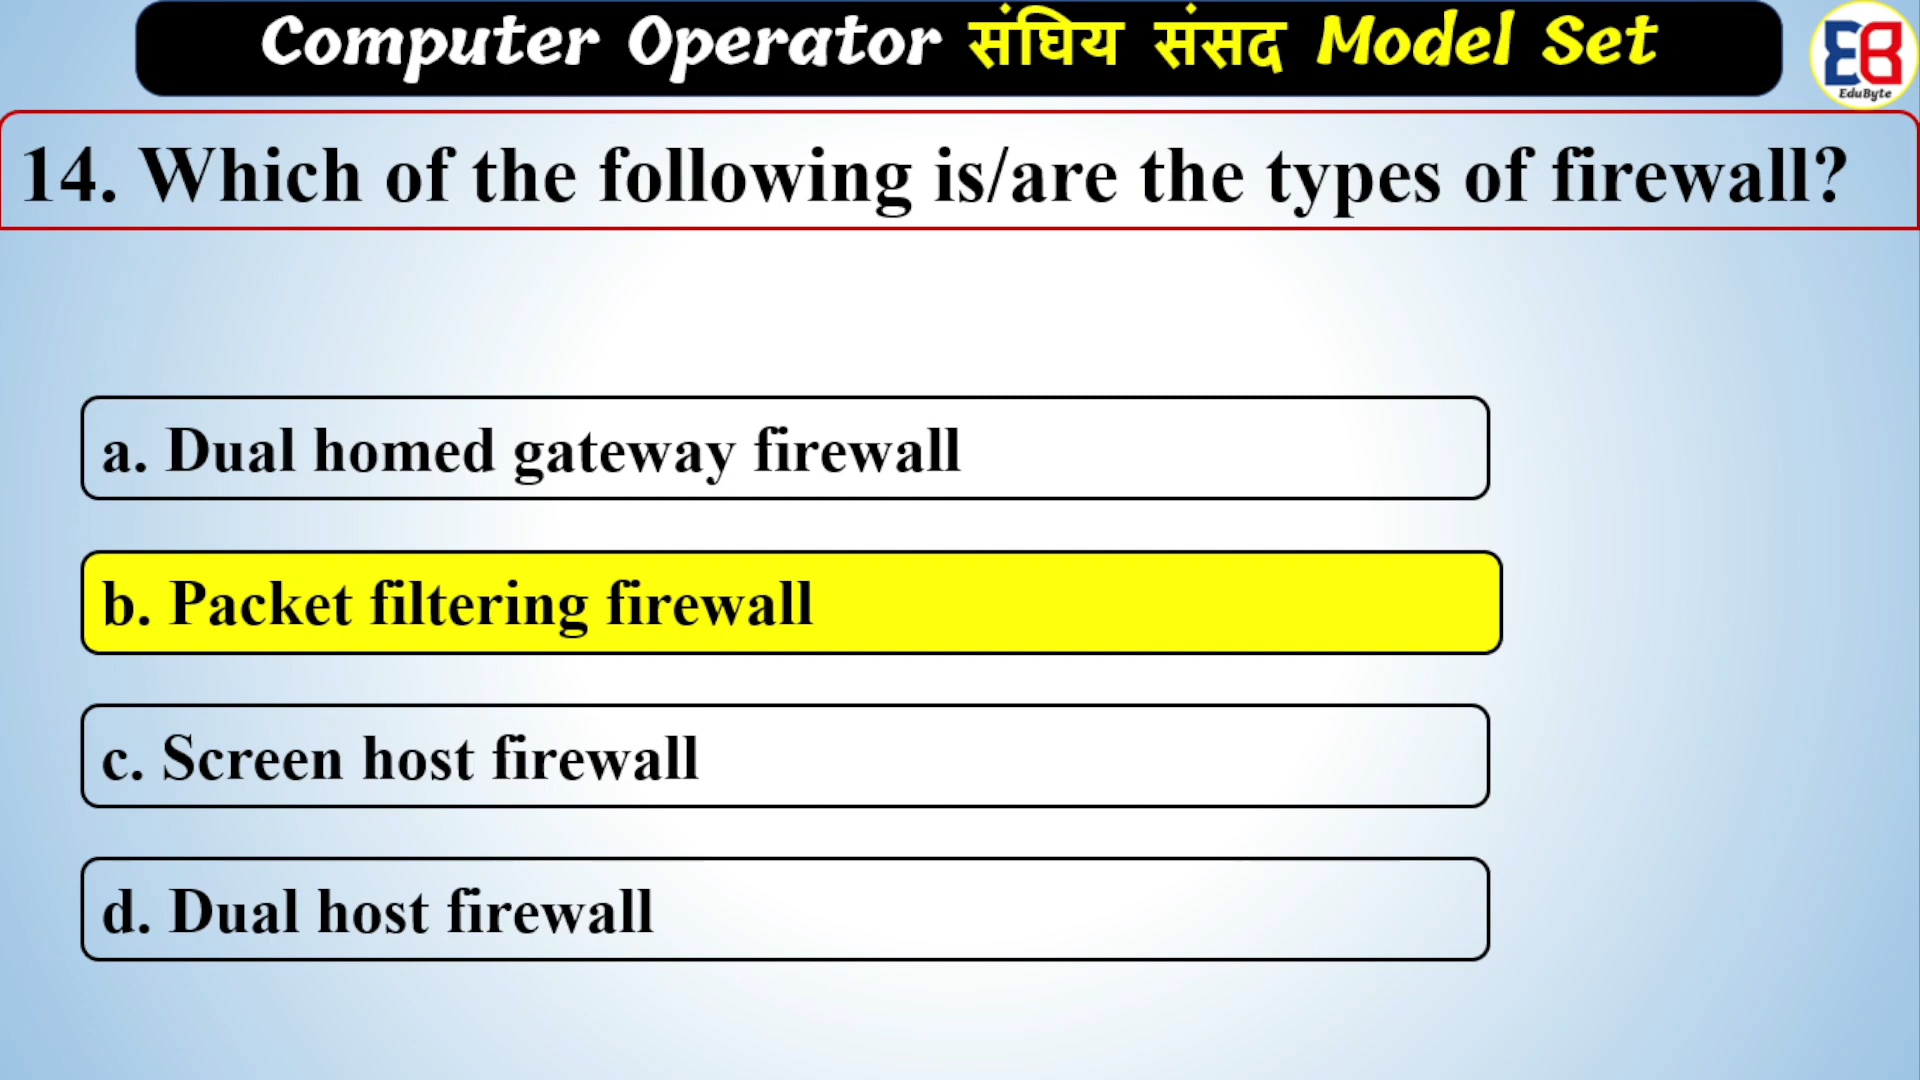 Computer Operator संघिय संसद Model Set
EduByte
14. Which of the following is/are the types of firewall?
a. Dual homed gateway firewall
b. Packet filtering firewall
c. Screen host firewall
d. Dual host firewall